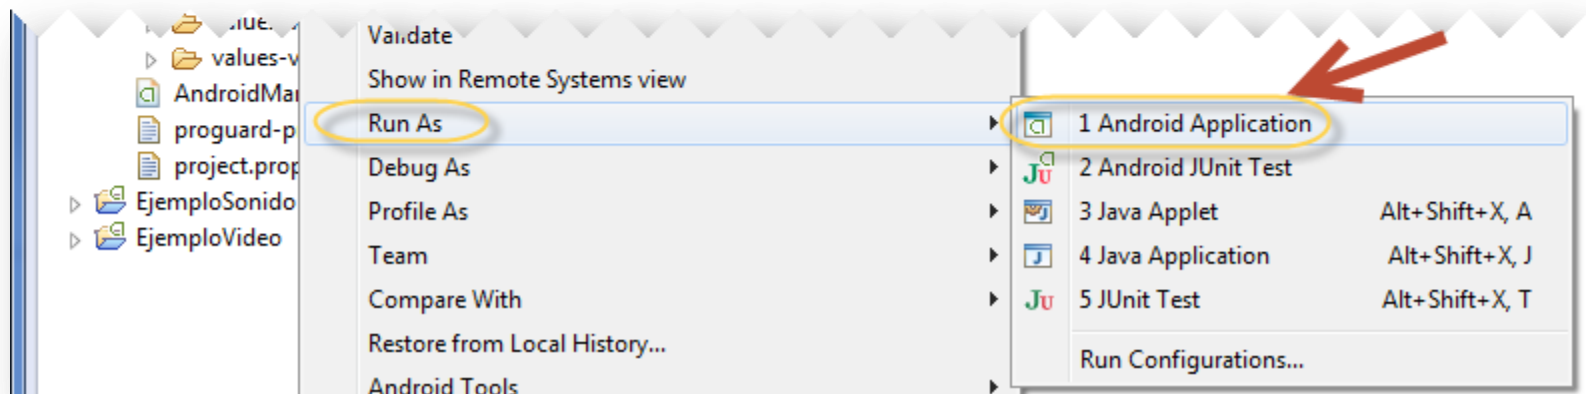 values-v
AndroidMa
proguard-p
project.prop
EjemploSonido
EjemploVideo
Validate
Show in Remote Systems view
Run As
Debug As
Profile As
Team
Compare With
Restore from Local History...
Android Tools
1 Android Application
2 Android JUnit Test
3 Java Applet Alt+Shift+X, A
4 Java Application Alt+Shift+X, J
5 JUnit Test Alt+Shift+X, T
Run Configurations...